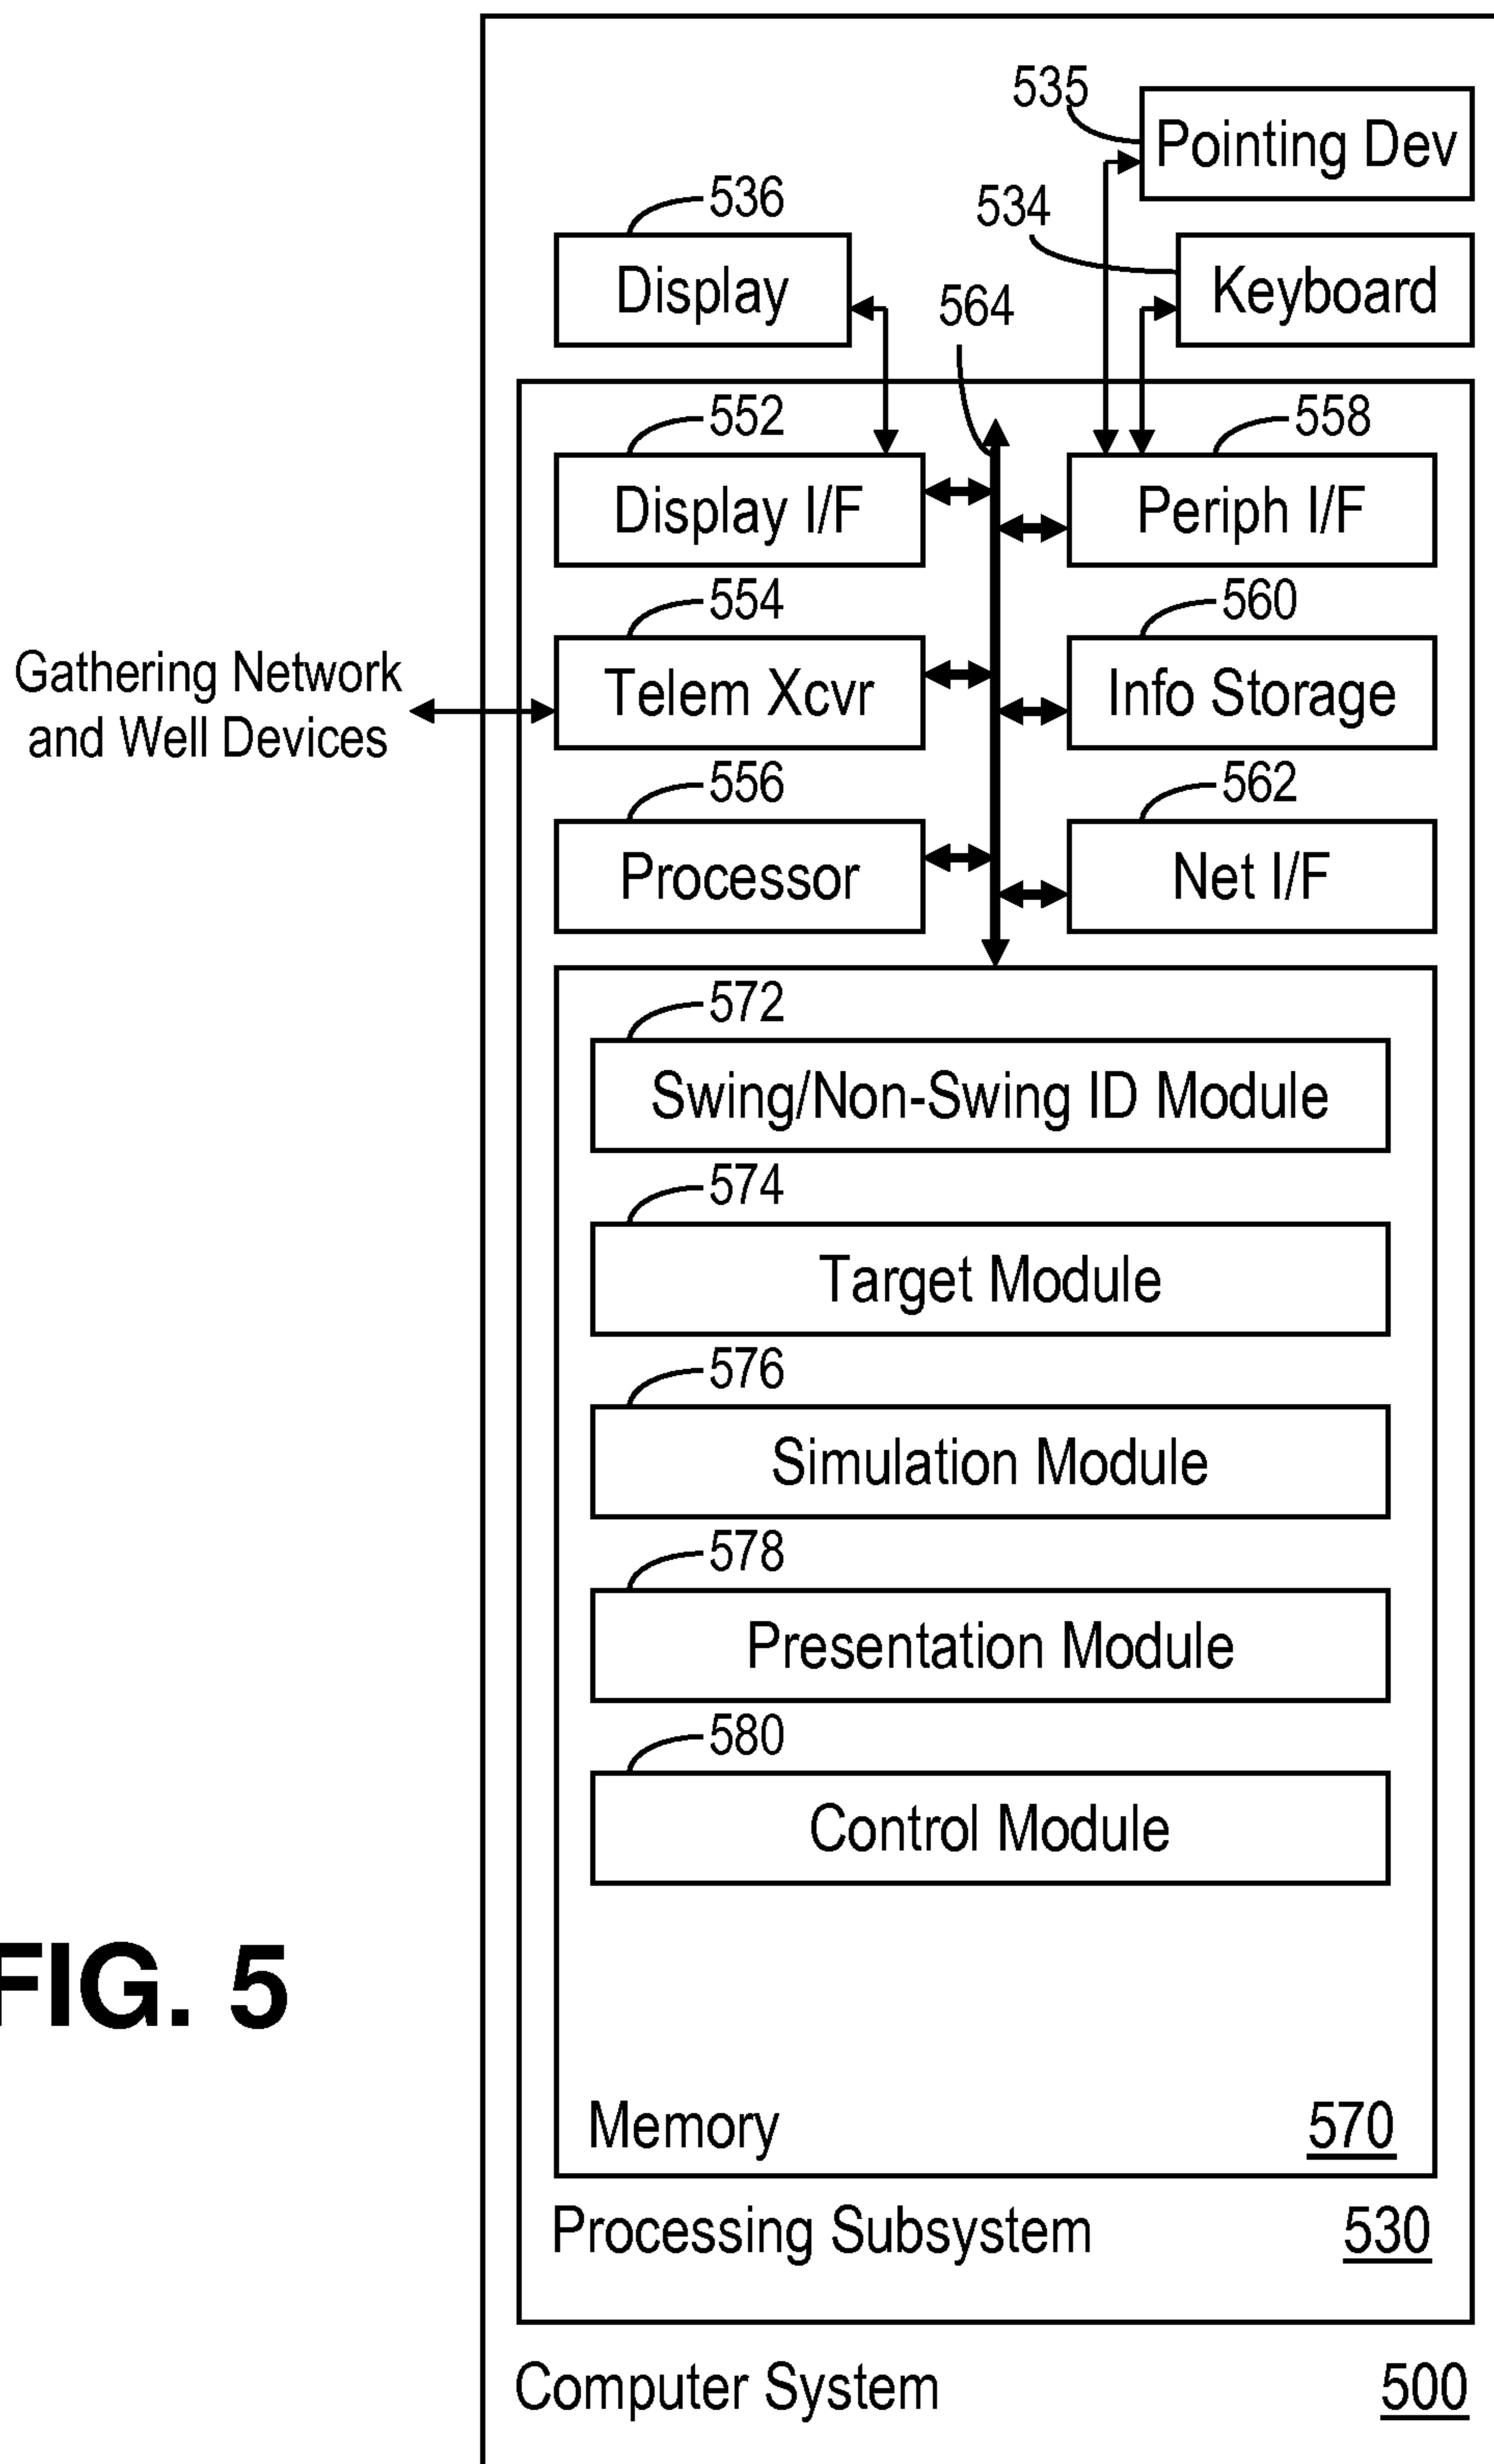 535
Pointing Dev
536
534
Display
564
Keyboard
552
558
Display I/F
Periph I/F
554
560
Gathering Network
and Well Devices
Telem Xcvr
Info Storage
556
562
Processor
Net I/F
572
Swing/Non-Swing ID Module
574
Target Module
576
Simulation Module
578
Presentation Module
580
Control Module
FIG. 5
Memory 570
Processing Subsystem 530
Computer System 500